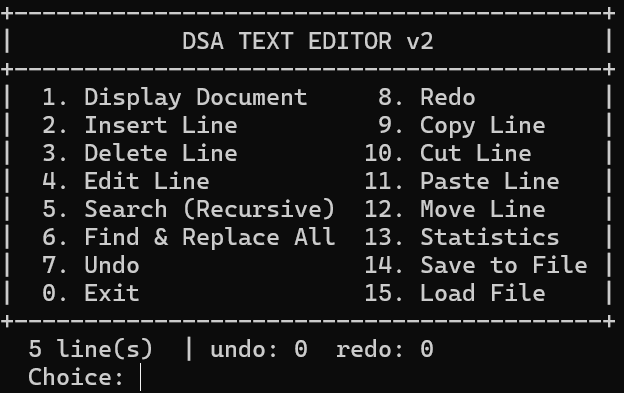 +------------------------------------------+
|            DSA TEXT EDITOR v2            |
+------------------------------------------+
|  1. Display Document     8. Redo         |
|  2. Insert Line          9. Copy Line    |
|  3. Delete Line         10. Cut Line     |
|  4. Edit Line           11. Paste Line   |
|  5. Search (Recursive)  12. Move Line    |
|  6. Find & Replace All  13. Statistics   |
|  7. Undo                14. Save to File |
|  0. Exit                15. Load File    |
+------------------------------------------+
  5 line(s)  | undo: 0  redo: 0
  Choice: